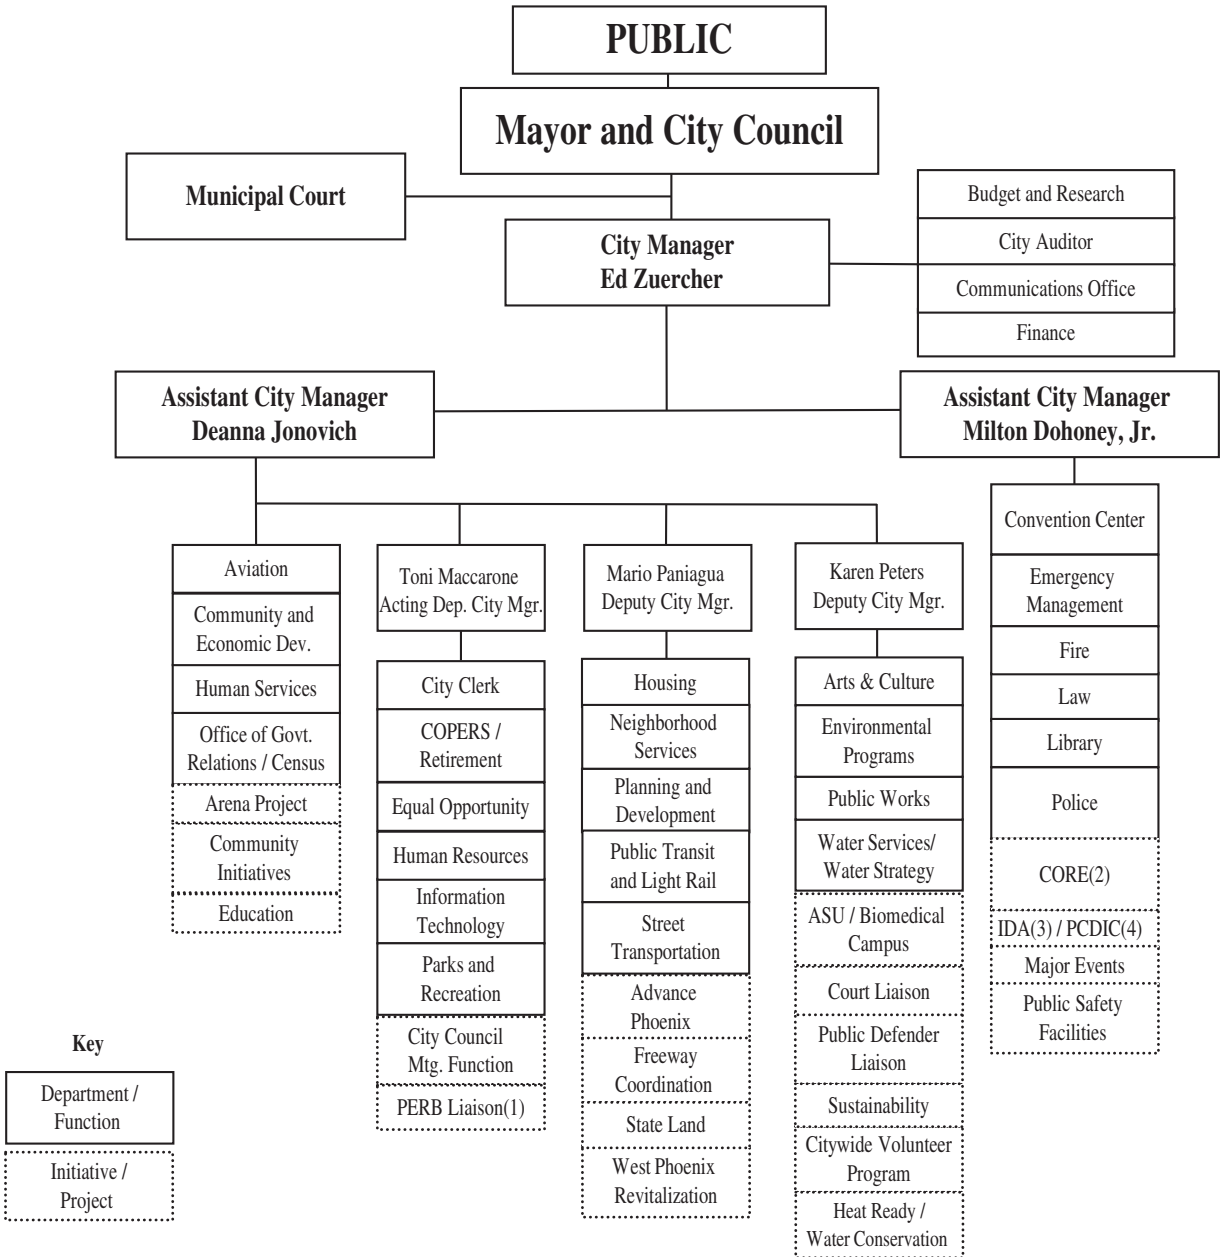 PUBLIC
Mayor and City Council
Municipal Court
City Manager
Ed Zuercher
Budget and Research
City Auditor
Communications Office
Finance
Assistant City Manager
Deanna Jonovich
Assistant City Manager
Milton Dohoney, Jr.
Aviation
Community and
Economic Dev.
Human Services
Office of Govt.
Relations / Census
Arena Project
Community
Initiatives
Education
Toni Maccarone
Acting Dep. City Mgr.
City Clerk
COPERS /
Retirement
Equal Opportunity
Human Resources
Information
Technology
Parks and
Recreation
City Council
Mtg. Function
PERB Liaison(1)
Mario Paniagua
Deputy City Mgr.
Housing
Neighborhood
Services
Planning and
Development
Public Transit
and Light Rail
Street
Transportation
Advance
Phoenix
Freeway
Coordination
State Land
West Phoenix
Revitalization
Karen Peters
Deputy City Mgr.
Arts & Culture
Environmental
Programs
Public Works
Water Services/
Water Strategy
ASU / Biomedical
Campus
Court Liaison
Public Defender
Liaison
Sustainability
Citywide Volunteer
Program
Heat Ready /
Water Conservation
Convention Center
Emergency
Management
Fire
Law
Library
Police
CORE(2)
IDA(3) / PCDIC(4)
Major Events
Public Safety
Facilities
Key
Department /
Function
Initiative /
Project